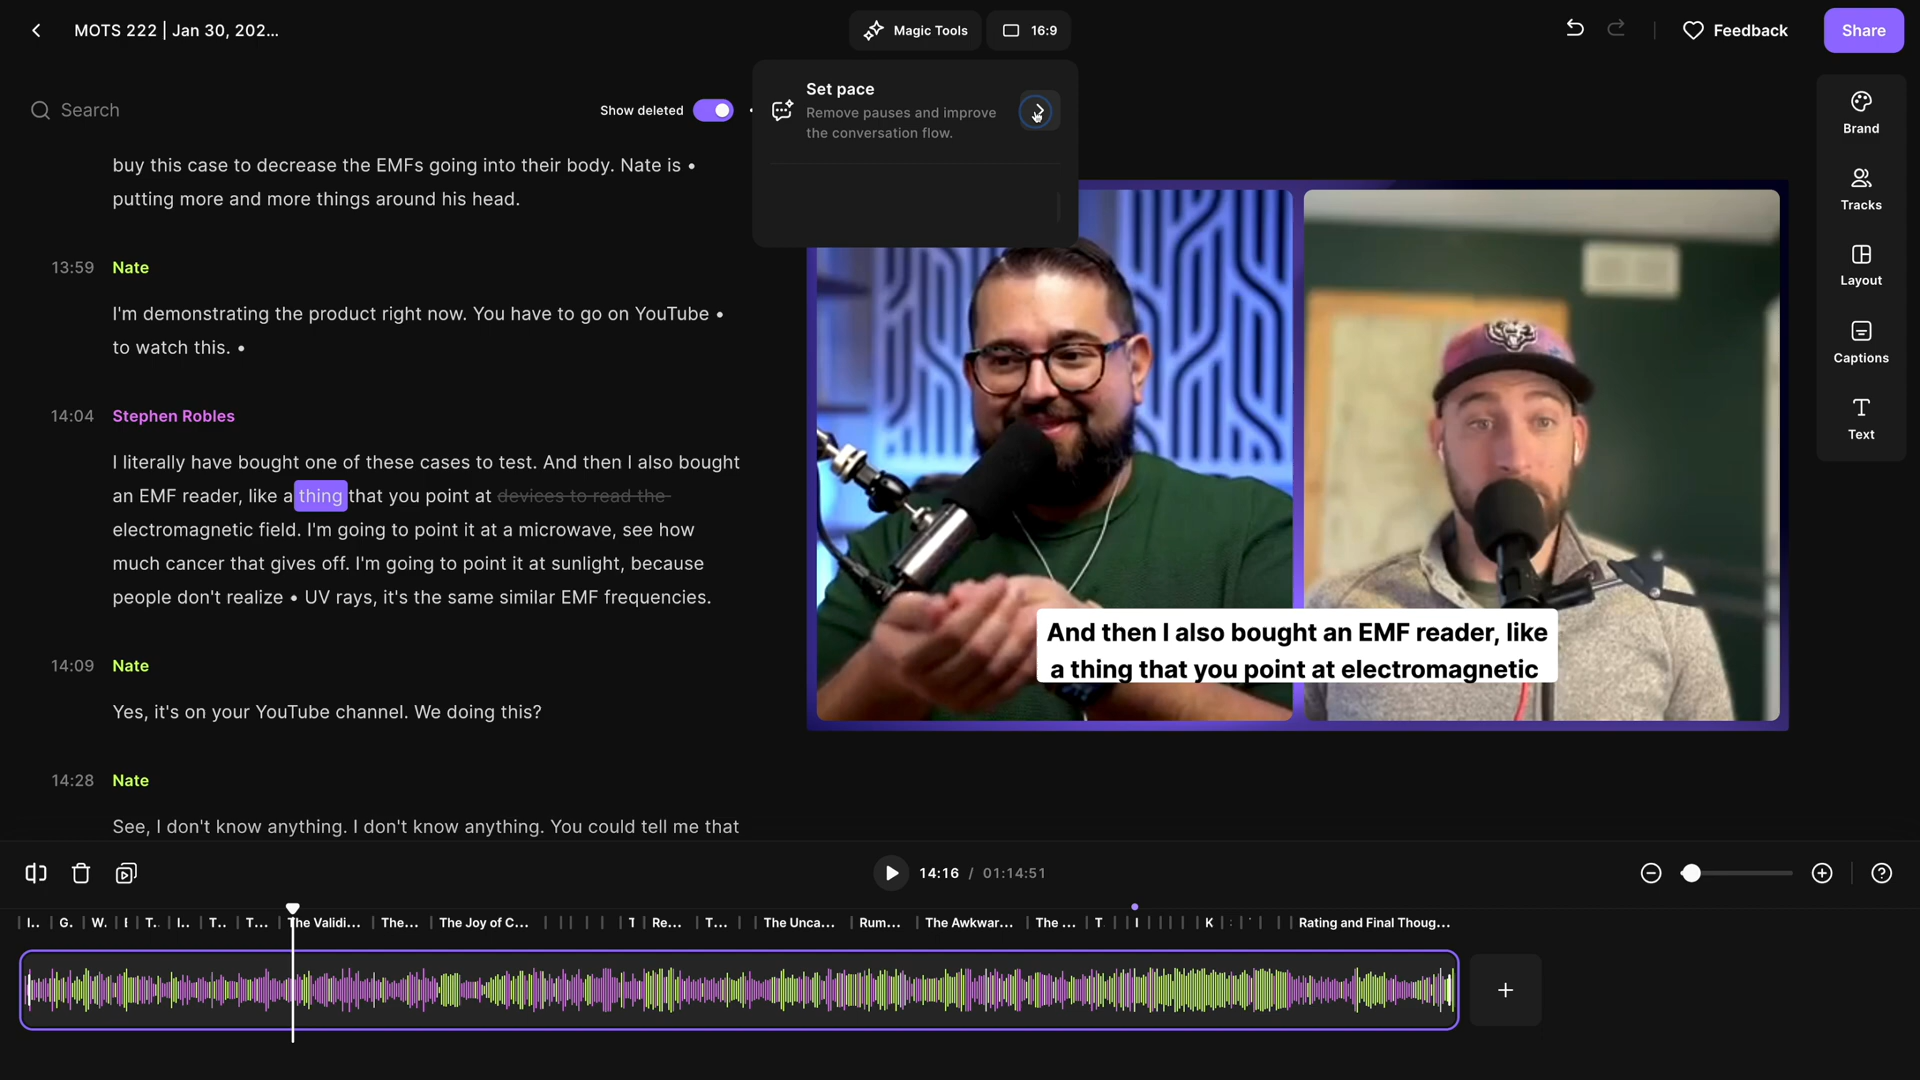 MOTS 222 | Jan 30, 202...
Magic Tools
16:9
Feedback
Share
Search
Show deleted
Set pace
Remove pauses and improve
the conversation flow.
buy this case to decrease the EMFs going into their body. Nate is •
putting more and more things around his head.
13:59 Nate
I'm demonstrating the product right now. You have to go on YouTube •
to watch this. •
14:04 Stephen Robles
I literally have bought one of these cases to test. And then I also bought
an EMF reader, like a thing that you point at devices to read the
electromagnetic field. I'm going to point it at a microwave, see how
much cancer that gives off. I'm going to point it at sunlight, because
people don't realize • UV rays, it's the same similar EMF frequencies.
14:09 Nate
Yes, it's on your YouTube channel. We doing this?
14:28 Nate
See, I don't know anything. I don't know anything. You could tell me that
And then I also bought an EMF reader, like
a thing that you point at electromagnetic
Brand
Tracks
Layout
Captions
Text
14:16 / 01:14:51
I.. G. W. T. I.. T.. T... The Validi... The... The Joy of C... T Re... T... The Unca... Rum... The Awkwar... The ... T I K Rating and Final Thoug...